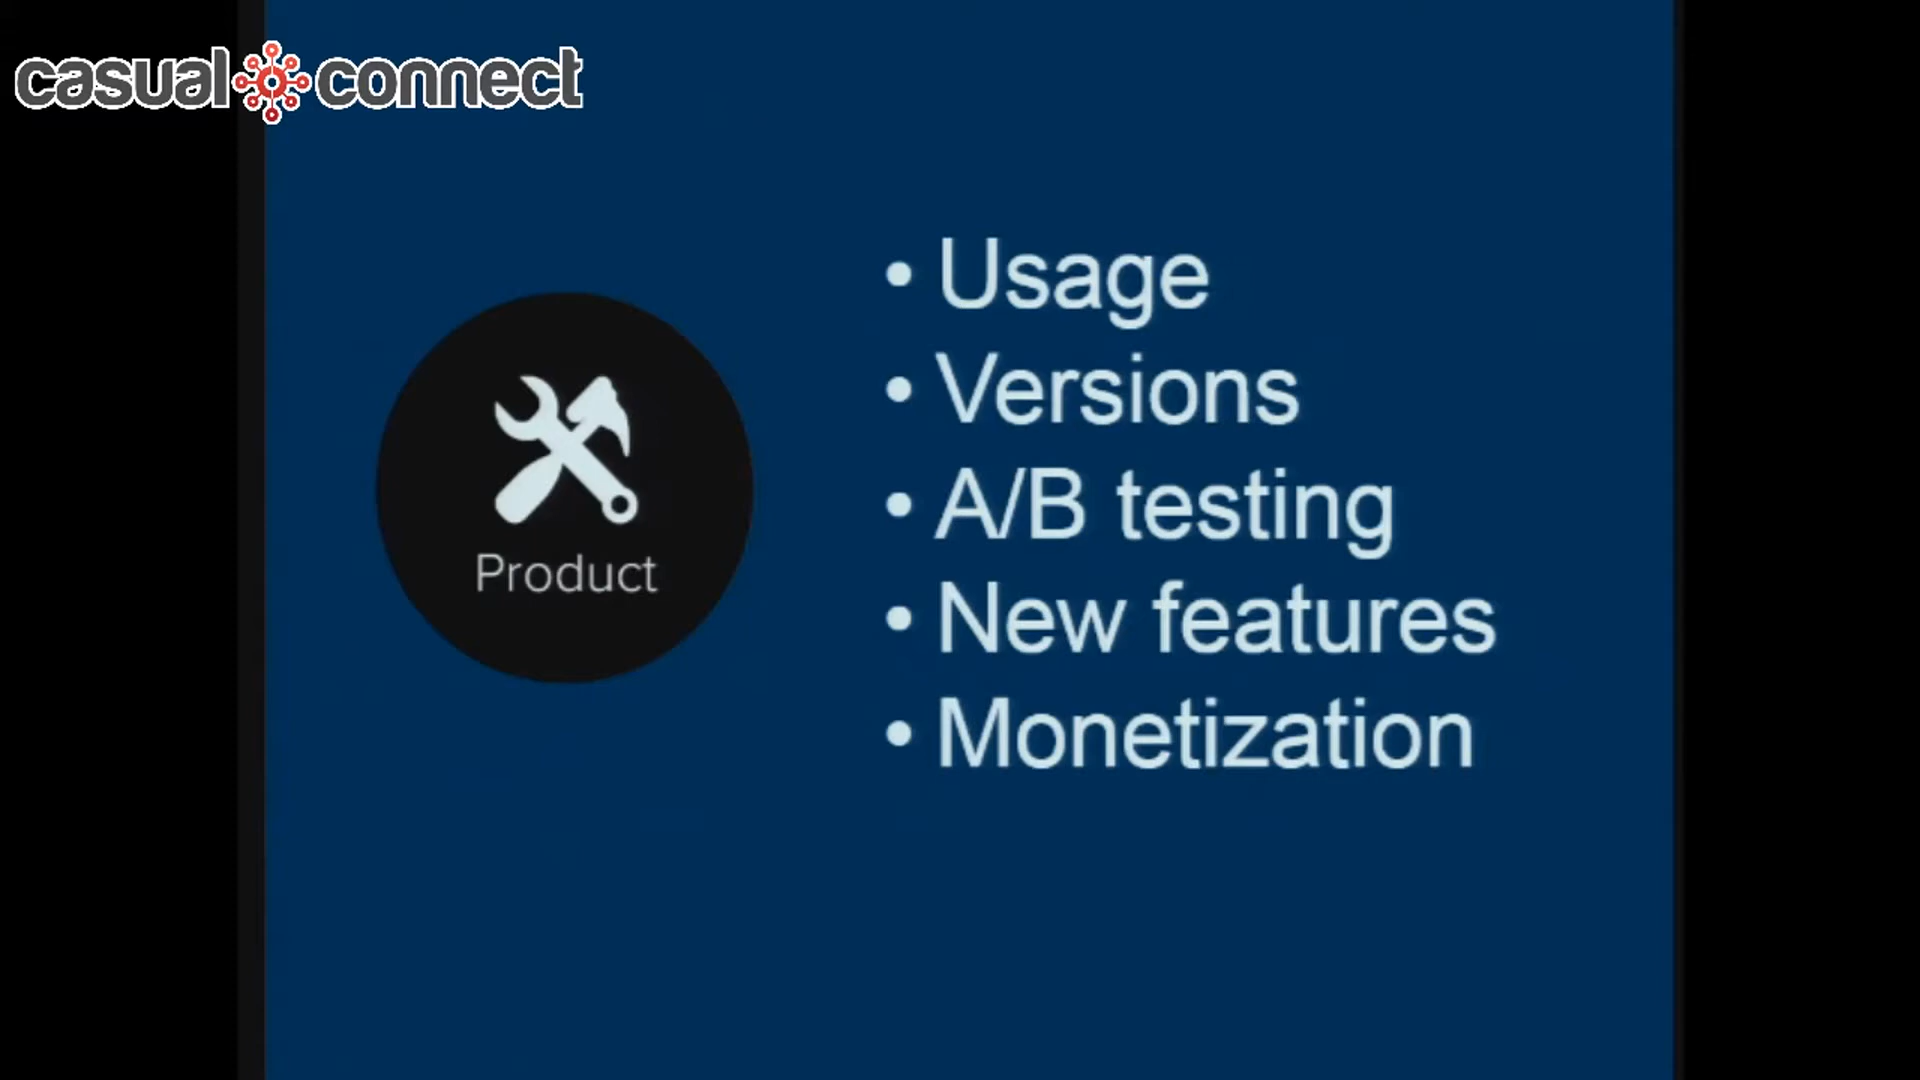 casual connect
Product
• Usage
• Versions
• A/B testing
• New features
• Monetization